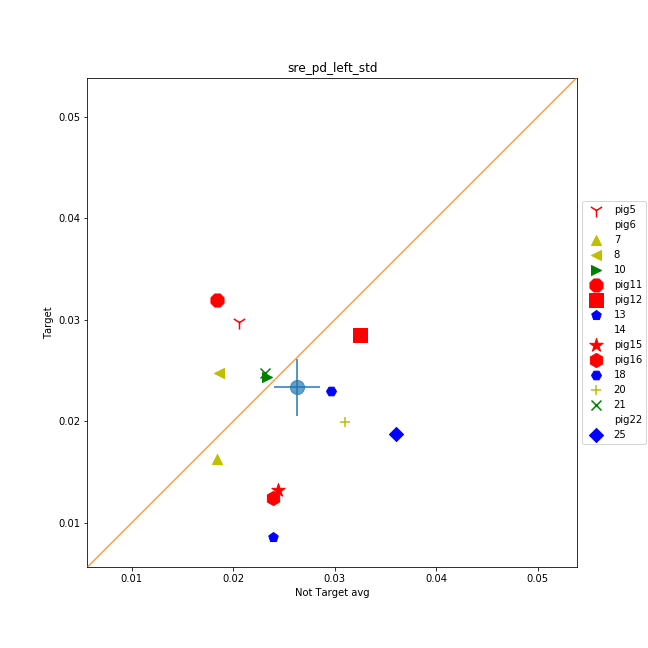 sre_pd_left_std
Target
0.05
0.04
0.03
0.02
0.01
0.01
0.02
0.03
0.04
0.05
Not Target avg
pig5
pig6
7
8
10
pig11
pig12
13
14
pig15
pig16
18
20
21
pig22
25